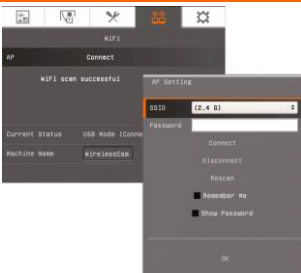 WiFi
AP Connect
WiFi scan successful
Current Status USB Mode (Conne
Machine Name WirelessCam
AP Setting
SSID (2.4 G)
Password
Connect
Disconnect
Rescan
Remember Me
Show Password
OK